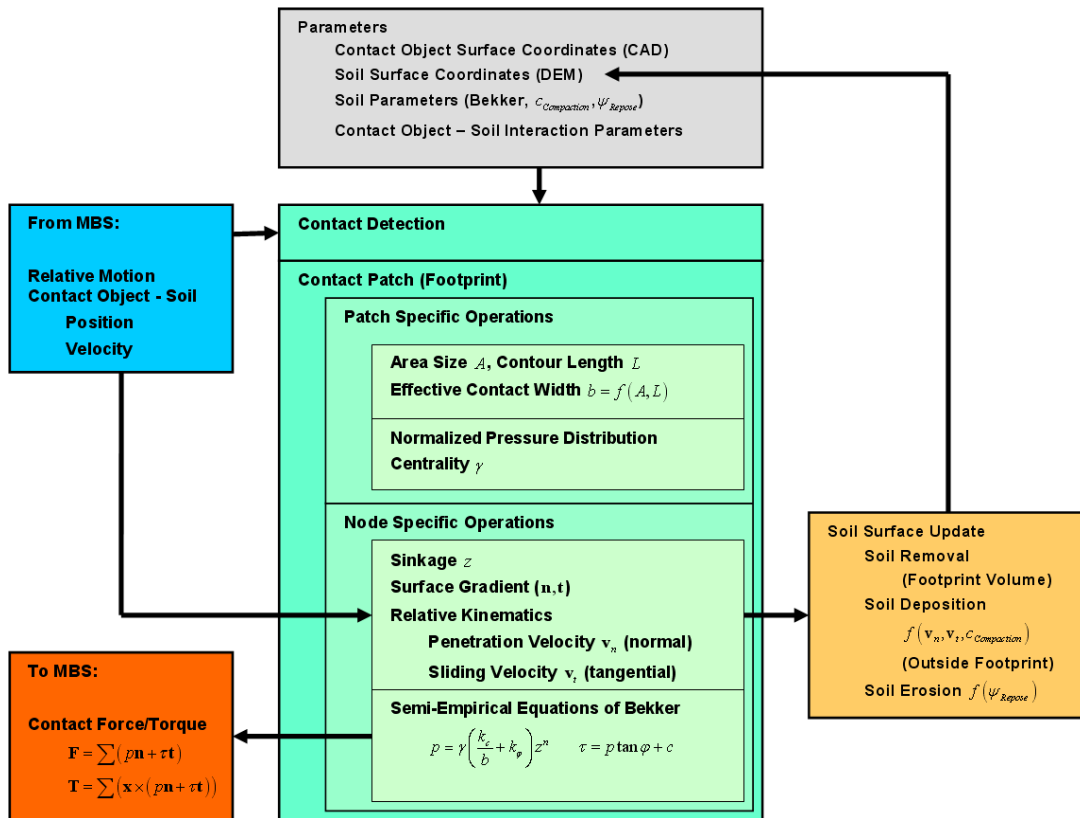 Parameters
Contact Object Surface Coordinates (CAD)
Soil Surface Coordinates (DEM)
Soil Parameters (Bekker, c_Compaction, ψ_Repose)
Contact Object – Soil Interaction Parameters
From MBS:
Relative Motion
Contact Object - Soil
Position
Velocity
Contact Detection
Contact Patch (Footprint)
Patch Specific Operations
Area Size A, Contour Length L
Effective Contact Width b = f(A, L)
Normalized Pressure Distribution
Centrality γ
Node Specific Operations
Sinkage z
Surface Gradient (n,t)
Relative Kinematics
Penetration Velocity v_n (normal)
Sliding Velocity v_t (tangential)
Semi-Empirical Equations of Bekker
p = γ(k_c/b + k_φ)z^n τ = p tan φ + c
Soil Surface Update
Soil Removal
(Footprint Volume)
Soil Deposition
f(v_n, v_t, c_Compaction)
(Outside Footprint)
Soil Erosion f(ψ_Repose)
To MBS:
Contact Force/Torque
F = ∑(pn + τt)
T = ∑(x×(pn + τt))